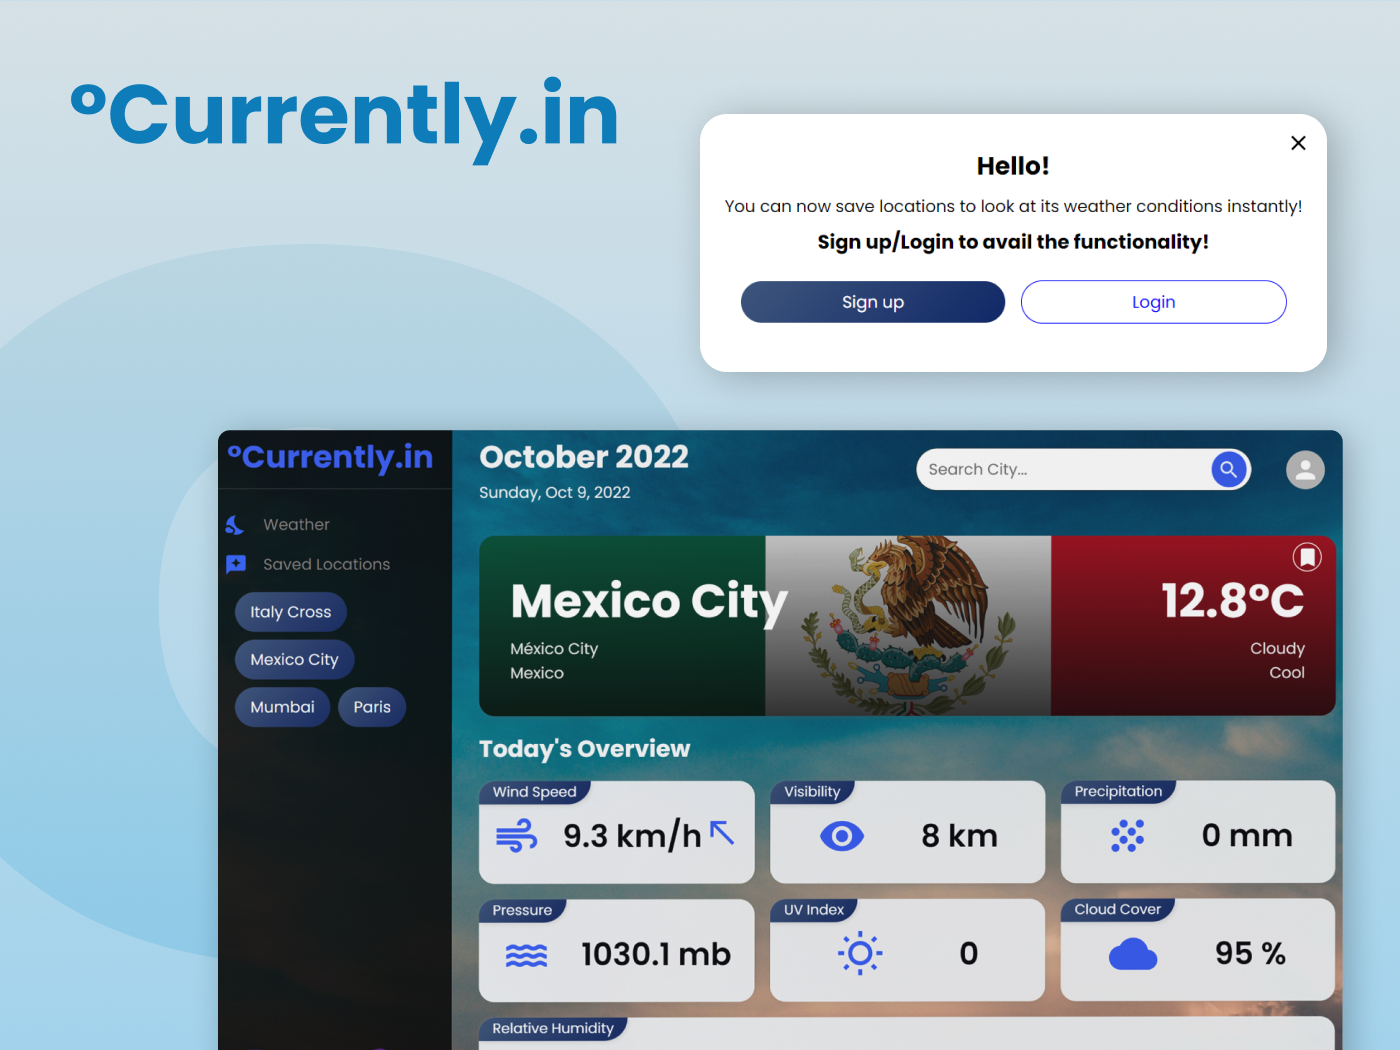 °Currently.in
Hello!
You can now save locations to look at its weather conditions instantly!
Sign up/Login to avail the functionality!
Sign up
Login
°Currently.in
Weather
Saved Locations
Italy Cross
Mexico City
Mumbai
Paris
October 2022
Sunday, Oct 9, 2022
Search City...
Mexico City
México City
Mexico
12.8°C
Cloudy
Cool
Today's Overview
Wind Speed
9.3 km/h
Visibility
8 km
Precipitation
0 mm
Pressure
1030.1 mb
UV Index
0
Cloud Cover
95 %
Relative Humidity